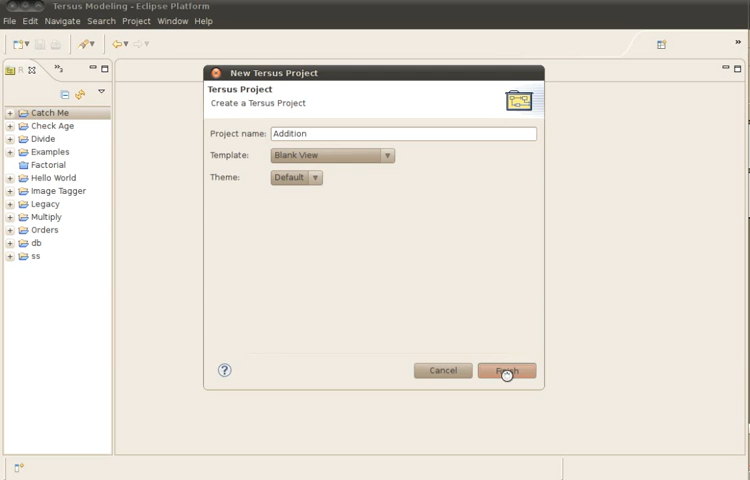 Tersus Modeling - Eclipse Platform
File Edit Navigate Search Project Window Help
New Tersus Project
Tersus Project
Create a Tersus Project
Project name: Addition
Template: Blank View
Theme: Default
Cancel Finish
R
Catch Me
Check Age
Divide
Examples
Factorial
Hello World
Image Tagger
Legacy
Multiply
Orders
db
ss